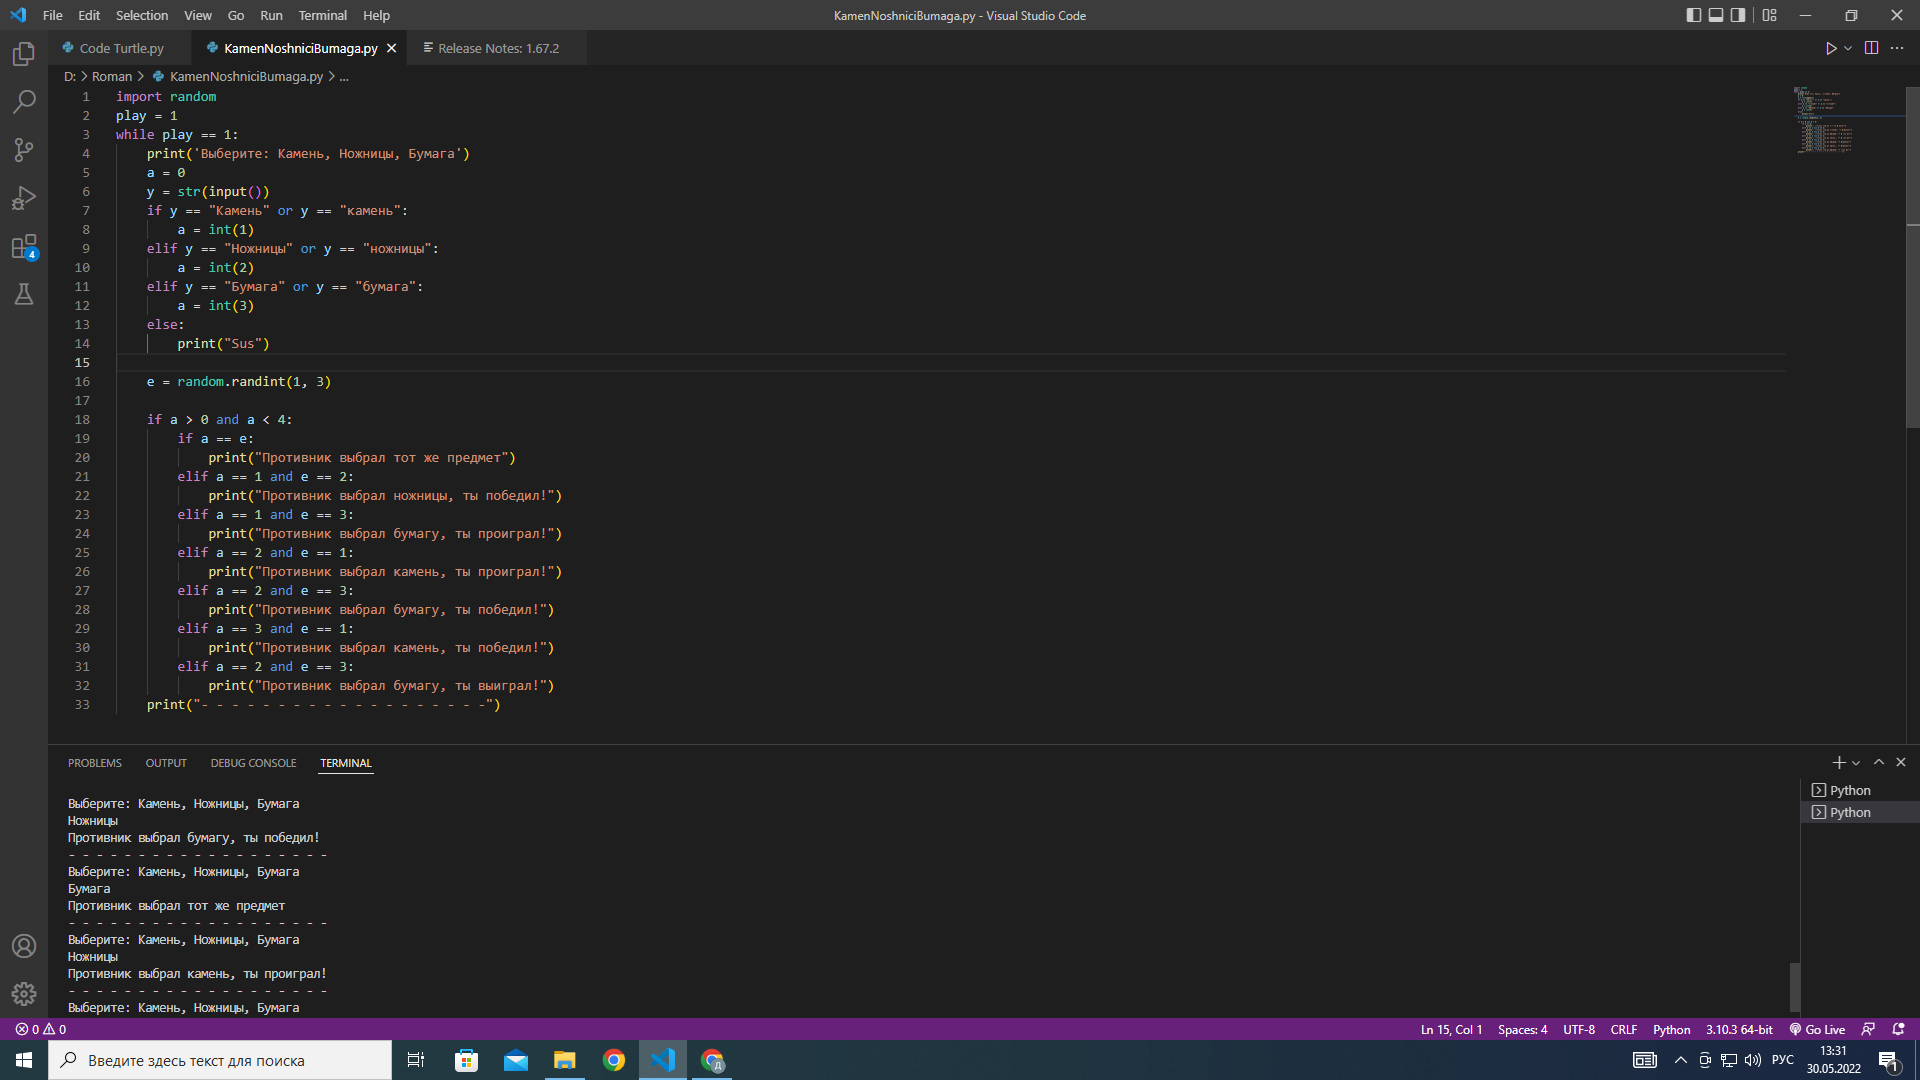 File Edit Selection View Go Run Terminal Help
KamenNoshniciBumaga.py - Visual Studio Code
Code Turtle.py
KamenNoshniciBumaga.py
Release Notes: 1.67.2
D: > Roman > KamenNoshniciBumaga.py > ...
1 import random
2 play = 1
3 while play == 1:
4 print('Выберите: Камень, Ножницы, Бумага')
5 a = 0
6 y = str(input())
7 if y == "Камень" or y == "камень":
8 a = int(1)
9 elif y == "Ножницы" or y == "ножницы":
10 a = int(2)
11 elif y == "Бумага" or y == "бумага":
12 a = int(3)
13 else:
14 print("Sus")
15
16 e = random.randint(1, 3)
17
18 if a > 0 and a < 4:
19 if a == e:
20 print("Противник выбрал тот же предмет")
21 elif a == 1 and e == 2:
22 print("Противник выбрал ножницы, ты победил!")
23 elif a == 1 and e == 3:
24 print("Противник выбрал бумагу, ты проиграл!")
25 elif a == 2 and e == 1:
26 print("Противник выбрал камень, ты проиграл!")
27 elif a == 2 and e == 3:
28 print("Противник выбрал бумагу, ты победил!")
29 elif a == 3 and e == 1:
30 print("Противник выбрал камень, ты победил!")
31 elif a == 2 and e == 3:
32 print("Противник выбрал бумагу, ты выиграл!")
33 print("- - - - - - - - - - - - - - - - - - -")
PROBLEMS OUTPUT DEBUG CONSOLE TERMINAL
Python
Python
Выберите: Камень, Ножницы, Бумага
Ножницы
Противник выбрал бумагу, ты победил!
- - - - - - - - - - - - - - - - - - -
Выберите: Камень, Ножницы, Бумага
Бумага
Противник выбрал тот же предмет
- - - - - - - - - - - - - - - - - - -
Выберите: Камень, Ножницы, Бумага
Ножницы
Противник выбрал камень, ты проиграл!
- - - - - - - - - - - - - - - - - - -
Выберите: Камень, Ножницы, Бумага
4
0 0
Ln 15, Col 1 Spaces: 4 UTF-8 CRLF Python 3.10.3 64-bit Go Live
Введите здесь текст для поиска
Д
РУС
13:31
30.05.2022
1